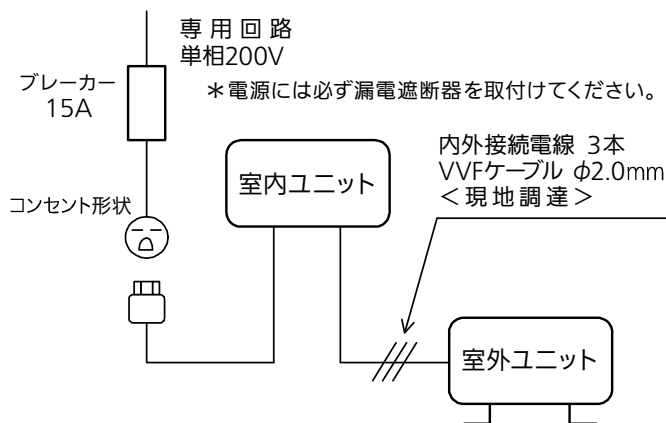 専用回路
単相200V
ブレーカー
15A
＊電源には必ず漏電遮断器を取付けてください。
内外接続電線 3本
VVFケーブル φ2.0mm
＜現地調達＞
室内ユニット
コンセント形状
室外ユニット